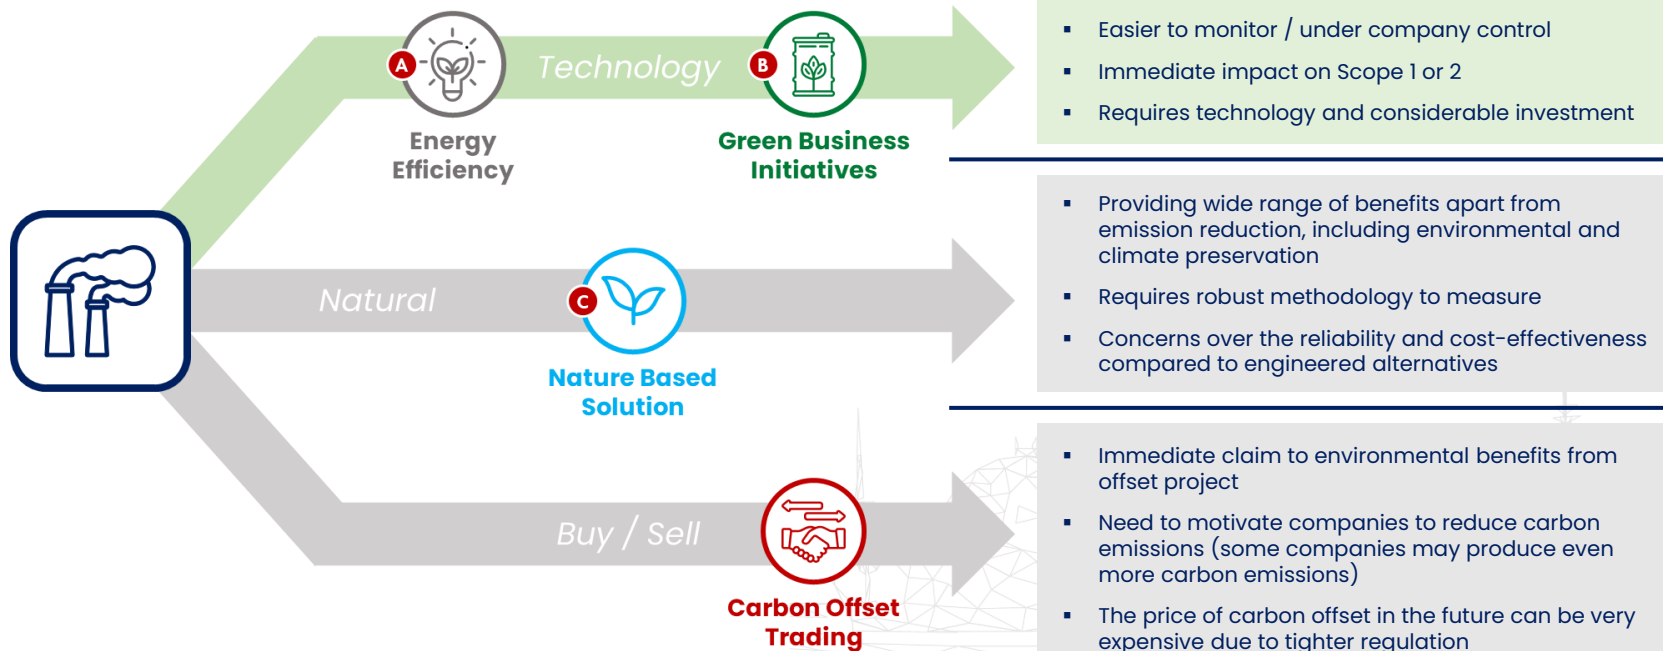 A
Technology
B
Energy
Efficiency
Green Business
Initiatives
▪ Easier to monitor / under company control
▪ Immediate impact on Scope 1 or 2
▪ Requires technology and considerable investment
Natural
C
Nature Based
Solution
▪ Providing wide range of benefits apart from
emission reduction, including environmental and
climate preservation
▪ Requires robust methodology to measure
▪ Concerns over the reliability and cost-effectiveness
compared to engineered alternatives
Buy / Sell
Carbon Offset
Trading
▪ Immediate claim to environmental benefits from
offset project
▪ Need to motivate companies to reduce carbon
emissions (some companies may produce even
more carbon emissions)
▪ The price of carbon offset in the future can be very
expensive due to tighter regulation